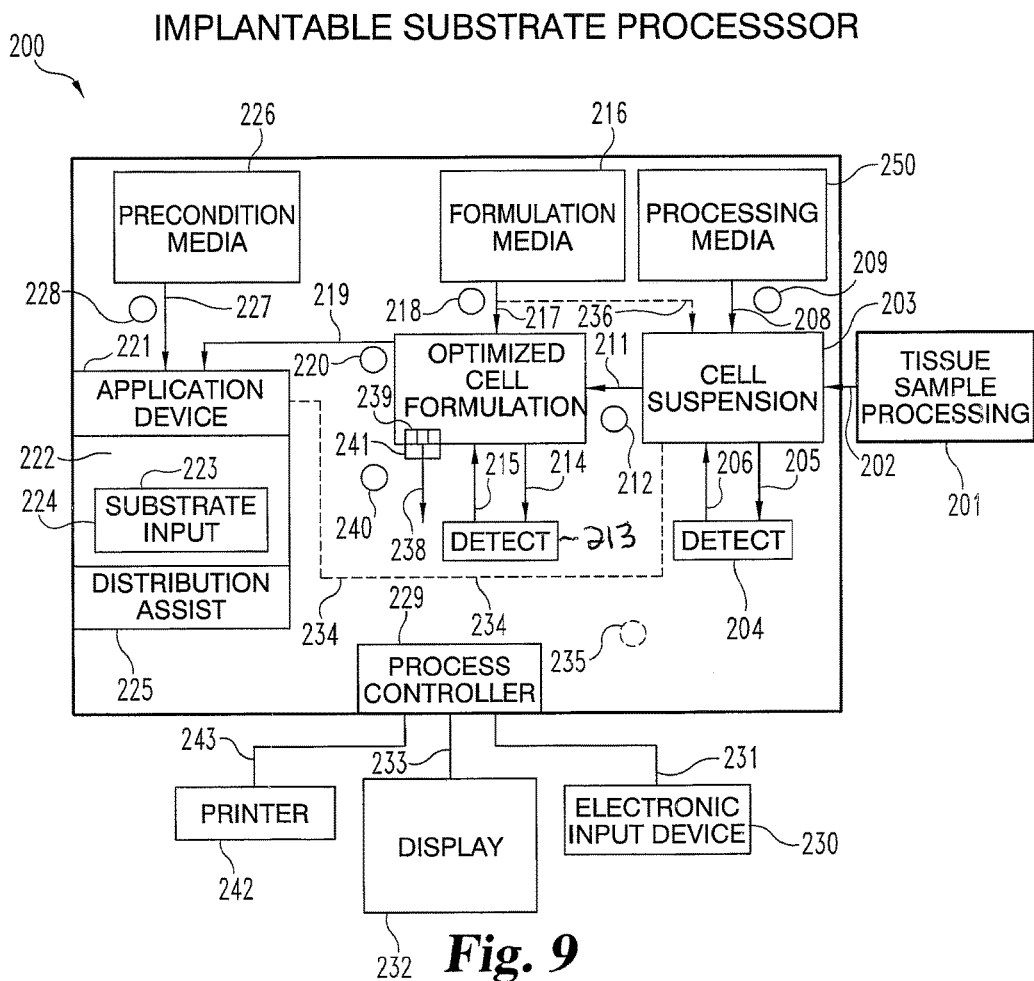 IMPLANTABLE SUBSTRATE PROCESSSOR
200
226
216
250
PRECONDITION
MEDIA
FORMULATION
MEDIA
PROCESSING
MEDIA
228
227
219
218
217
236
209
208
203
221
220
211
APPLICATION
DEVICE
OPTIMIZED
CELL
FORMULATION
CELL
SUSPENSION
TISSUE
SAMPLE
PROCESSING
239
241
222
223
224
SUBSTRATE
INPUT
240
238
215
214
212
206
205
202
201
DETECT
213
DETECT
204
DISTRIBUTION
ASSIST
225
234
229
234
235
PROCESS
CONTROLLER
243
233
231
PRINTER
242
DISPLAY
232
ELECTRONIC
INPUT DEVICE
230
Fig. 9